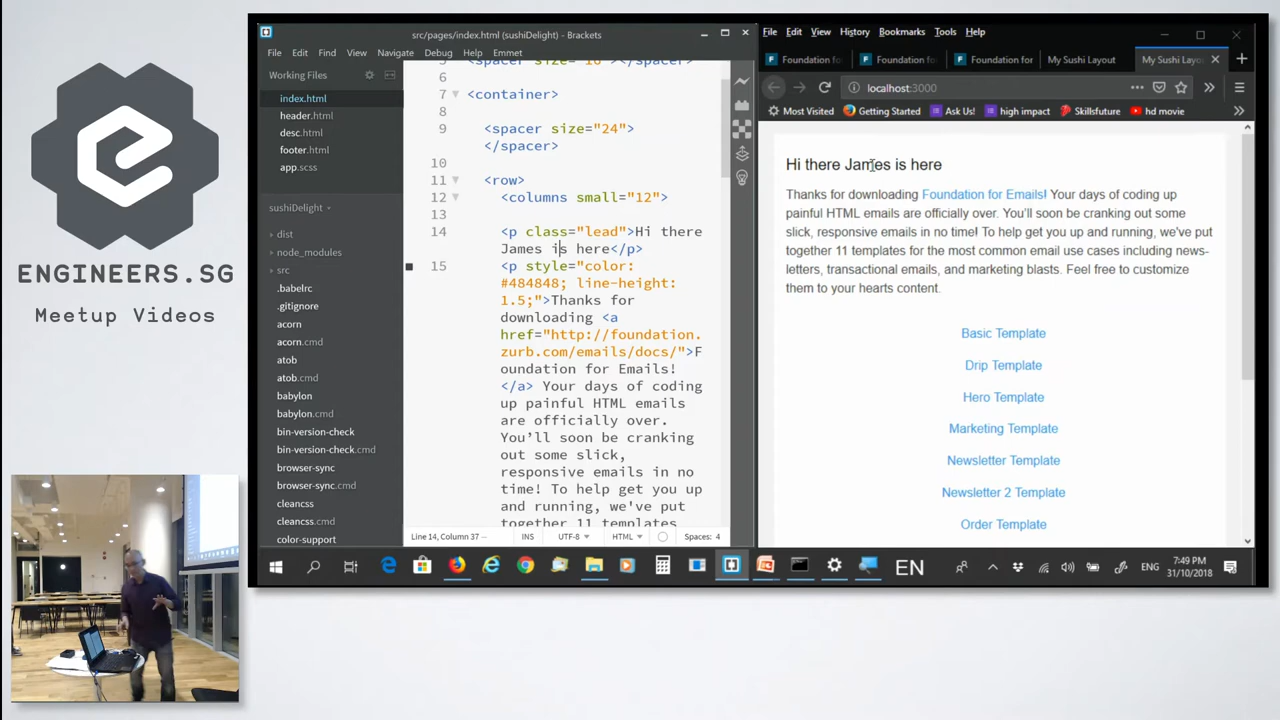 ENGINEERS.SG
Meetup Videos
src/pages/index.html (sushiDelight) - Brackets
File Edit Find View Navigate Debug Help Emmet
Working Files
index.html
header.html
desc.html
footer.html
app.scss
sushiDelight
dist
node_modules
src
.babelrc
.gitignore
acorn
acorn.cmd
atob
atob.cmd
babylon
babylon.cmd
bin-version-check
bin-version-check.cmd
browser-sync
browser-sync.cmd
cleancss
cleancss.cmd
color-support
6
7 <container>
8
9 <spacer size="24">
</spacer>
10
11 <row>
12 <columns small="12">
13
14 <p class="lead">Hi there
James is here</p>
15 <p style="color:
#484848; line-height:
1.5;">Thanks for
downloading <a
href="http://foundation.
zurb.com/emails/docs/">F
oundation for Emails!
</a> Your days of coding
up painful HTML emails
are officially over.
You’ll soon be cranking
out some slick,
responsive emails in no
time! To help get you up
and running, we've put
together 11 templates
Line 14, Column 37
INS UTF-8 HTML Spaces: 4
File Edit View History Bookmarks Tools Help
Foundation fo Foundation for Foundation for My Sushi Layout My Sushi Layou
localhost:3000
Most Visited Getting Started Ask Us! high impact Skillsfuture hd movie
Hi there James is here
Thanks for downloading Foundation for Emails! Your days of coding up
painful HTML emails are officially over. You’ll soon be cranking out some
slick, responsive emails in no time! To help get you up and running, we've put
together 11 templates for the most common email use cases including news-
letters, transactional emails, and marketing blasts. Feel free to customize
them to your hearts content.
Basic Template
Drip Template
Hero Template
Marketing Template
Newsletter Template
Newsletter 2 Template
Order Template
EN
ENG
7:49 PM
31/10/2018